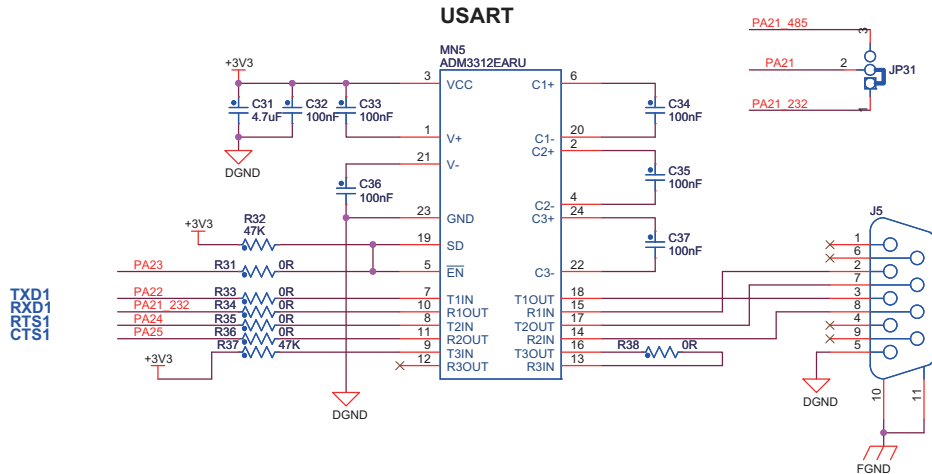 USART
PA21_485
3
PA21
2
JP31
PA21_232
1
MN5
ADM3312EARU
+3V3
3
VCC
C1+
6
C31
4.7uF
C32
100nF
C33
100nF
C34
100nF
1
V+
C1-
20
C2+
2
DGND
21
V-
C35
100nF
C36
100nF
C2-
4
C3+
24
23
GND
+3V3
R32
47K
19
SD
C37
100nF
PA23
R31
0R
5
EN
C3-
22
TXD1
PA22
R33
0R
7
T1IN
T1OUT
18
RXD1
PA21_232
R34
0R
10
R1OUT
R1IN
15
RTS1
PA24
R35
0R
8
T2IN
T2OUT
17
CTS1
PA25
R36
0R
11
R2OUT
R2IN
14
+3V3
R37
47K
9
T3IN
T3OUT
16
R38
0R
12
R3OUT
R3IN
13
DGND
J5
1
6
2
7
3
8
4
9
5
DGND
10
11
FGND